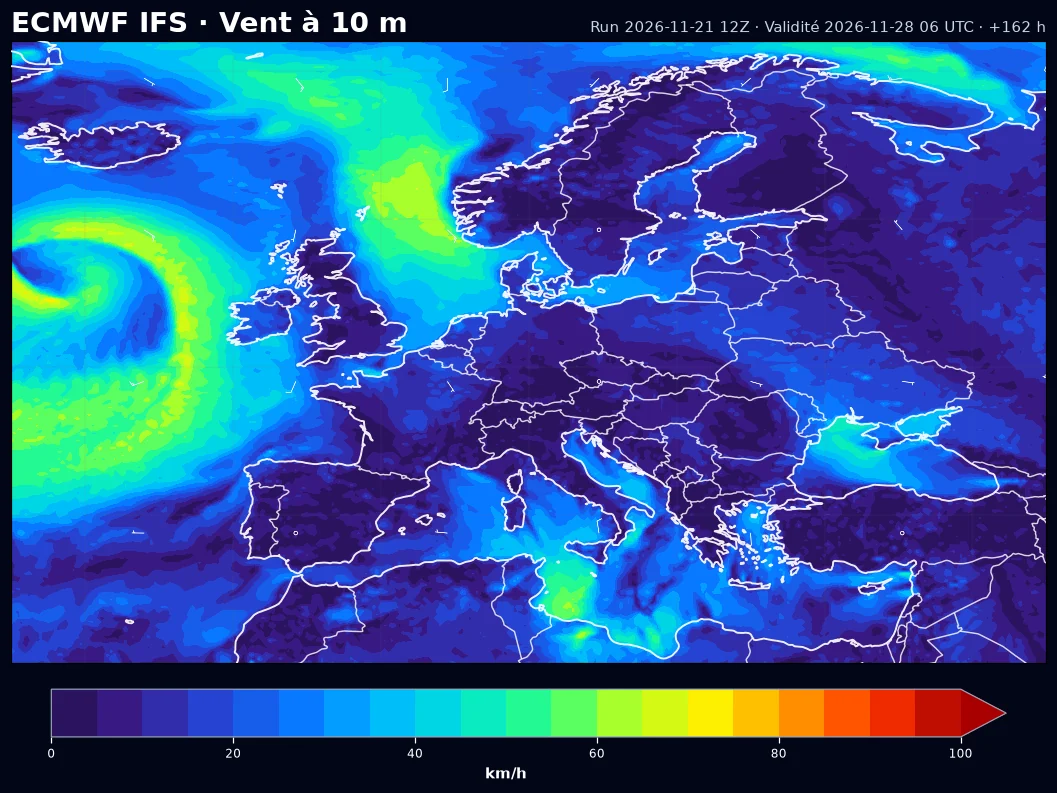 ECMWF IFS · Vent à 10 m
Run 2026-11-21 12Z · Validité 2026-11-28 06 UTC · +162 h
0 20 40 60 80 100
km/h